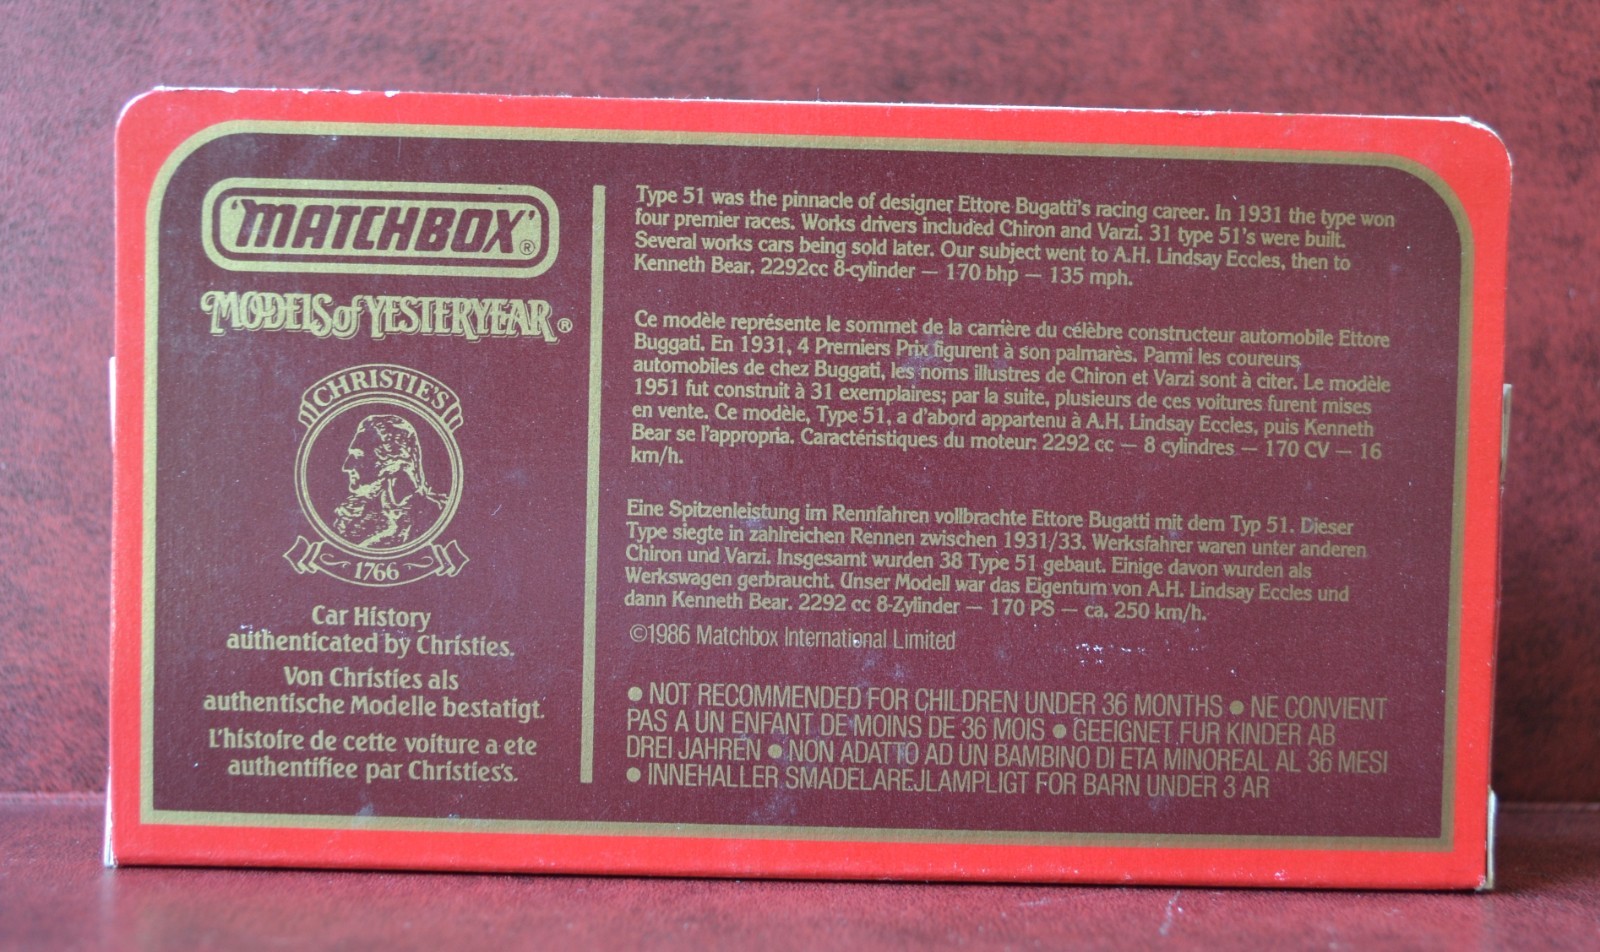 'MATCHBOX'®
MODELS of YESTERYEAR®
CHRISTIE'S
1766
Car History
authenticated by Christies.
Von Christies als
authentische Modelle bestatigt.
L'histoire de cette voiture a ete
authentifiee par Christies's.
Type 51 was the pinnacle of designer Ettore Bugatti's racing career. In 1931 the type won
four premier races. Works drivers included Chiron and Varzi. 31 type 51's were built.
Several works cars being sold later. Our subject went to A.H. Lindsay Eccles, then to
Kenneth Bear. 2292cc 8-cylinder — 170 bhp — 135 mph.
Ce modèle représente le sommet de la carrière du célèbre constructeur automobile Ettore
Buggati. En 1931, 4 Premiers Prix figurent à son palmarès. Parmi les coureurs
automobiles de chez Buggati, les noms illustres de Chiron et Varzi sont à citer. Le modèle
1951 fut construit à 31 exemplaires; par la suite, plusieurs de ces voitures furent mises
en vente. Ce modèle, Type 51, a d'abord appartenu à A.H. Lindsay Eccles, puis Kenneth
Bear se l'appropria. Caractéristiques du moteur: 2292 cc — 8 cylindres — 170 CV — 16
km/h.
Eine Spitzenleistung im Rennfahren vollbrachte Ettore Bugatti mit dem Typ 51. Dieser
Type siegte in zahlreichen Rennen zwischen 1931/33. Werksfahrer waren unter anderen
Chiron und Varzi. Insgesamt wurden 38 Type 51 gebaut. Einige davon wurden als
Werkswagen gerbraucht. Unser Modell war das Eigentum von A.H. Lindsay Eccles und
dann Kenneth Bear. 2292 cc 8-Zylinder — 170 PS — ca. 250 km/h.
©1986 Matchbox International Limited
● NOT RECOMMENDED FOR CHILDREN UNDER 36 MONTHS ● NE CONVIENT
PAS A UN ENFANT DE MOINS DE 36 MOIS ● GEEIGNET FUR KINDER AB
DREI JAHREN ● NON ADATTO AD UN BAMBINO DI ETA MINOREAL AL 36 MESI
● INNEHALLER SMADELAREJLAMPLIGT FOR BARN UNDER 3 AR